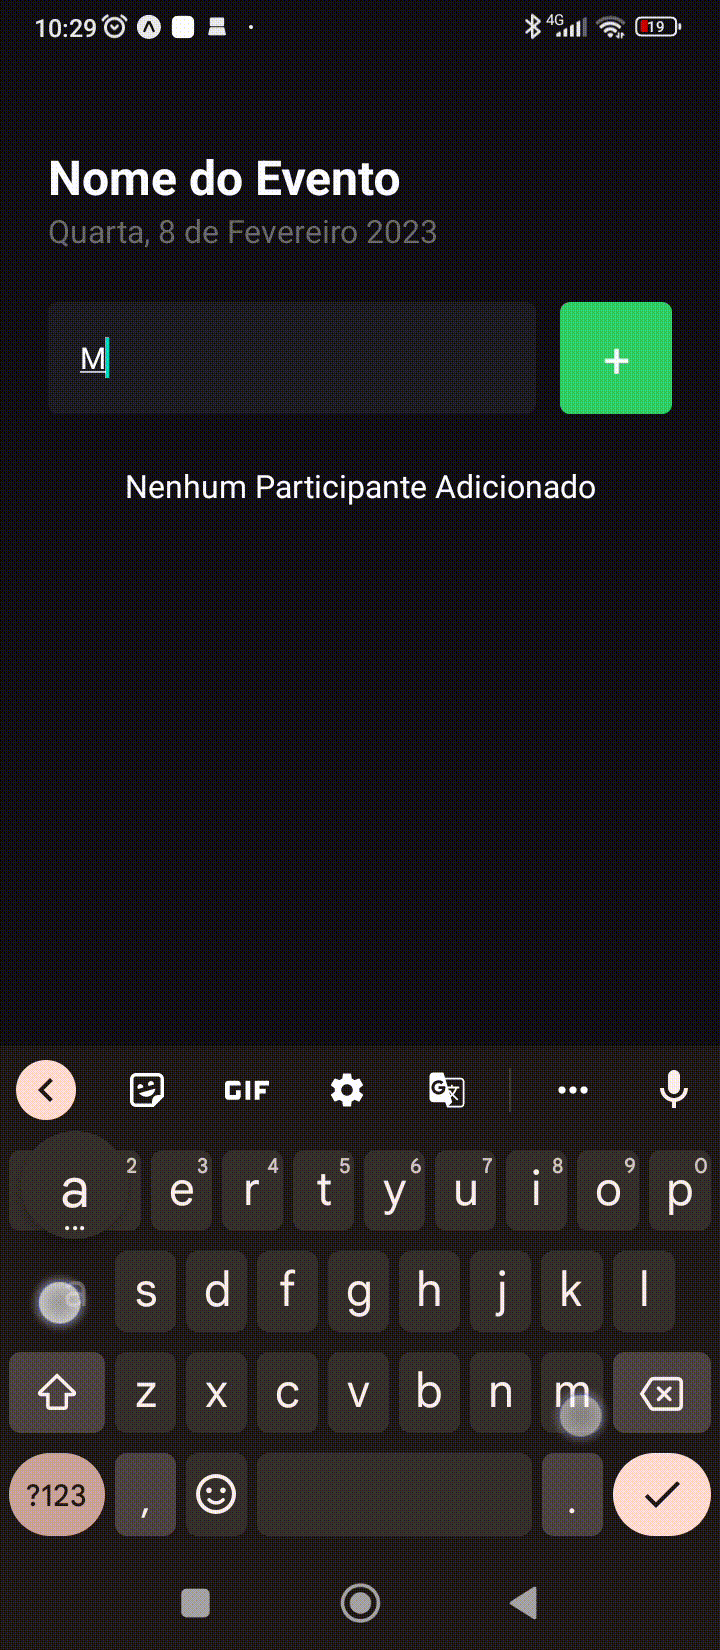 10:29 4G 19
Nome do Evento
Quarta, 8 de Fevereiro 2023
M +
Nenhum Participante Adicionado
GIF G
a 2 e 3 r 4 t 5 y 6 u 7 i 8 o 9 p 0
a s d f g h j k l
z x c v b n m
?123 , .